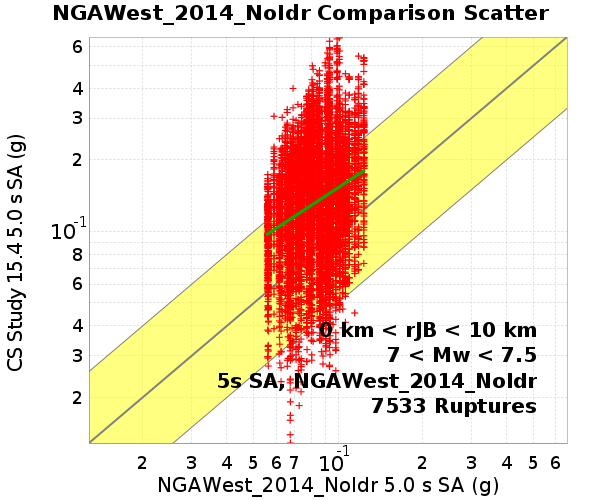 NGAWest_2014_NoIdr Comparison Scatter
CS Study 15.4 5.0 s SA (g)
6
4
3
2
10^-1
8
6
4
3
2
0 km < rJB < 10 km
7 < Mw < 7.5
5s SA, NGAWest_2014_NoIdr
7533 Ruptures
2 3 4 5 6 7 10^-1 2 3 4 5 6
NGAWest_2014_NoIdr 5.0 s SA (g)